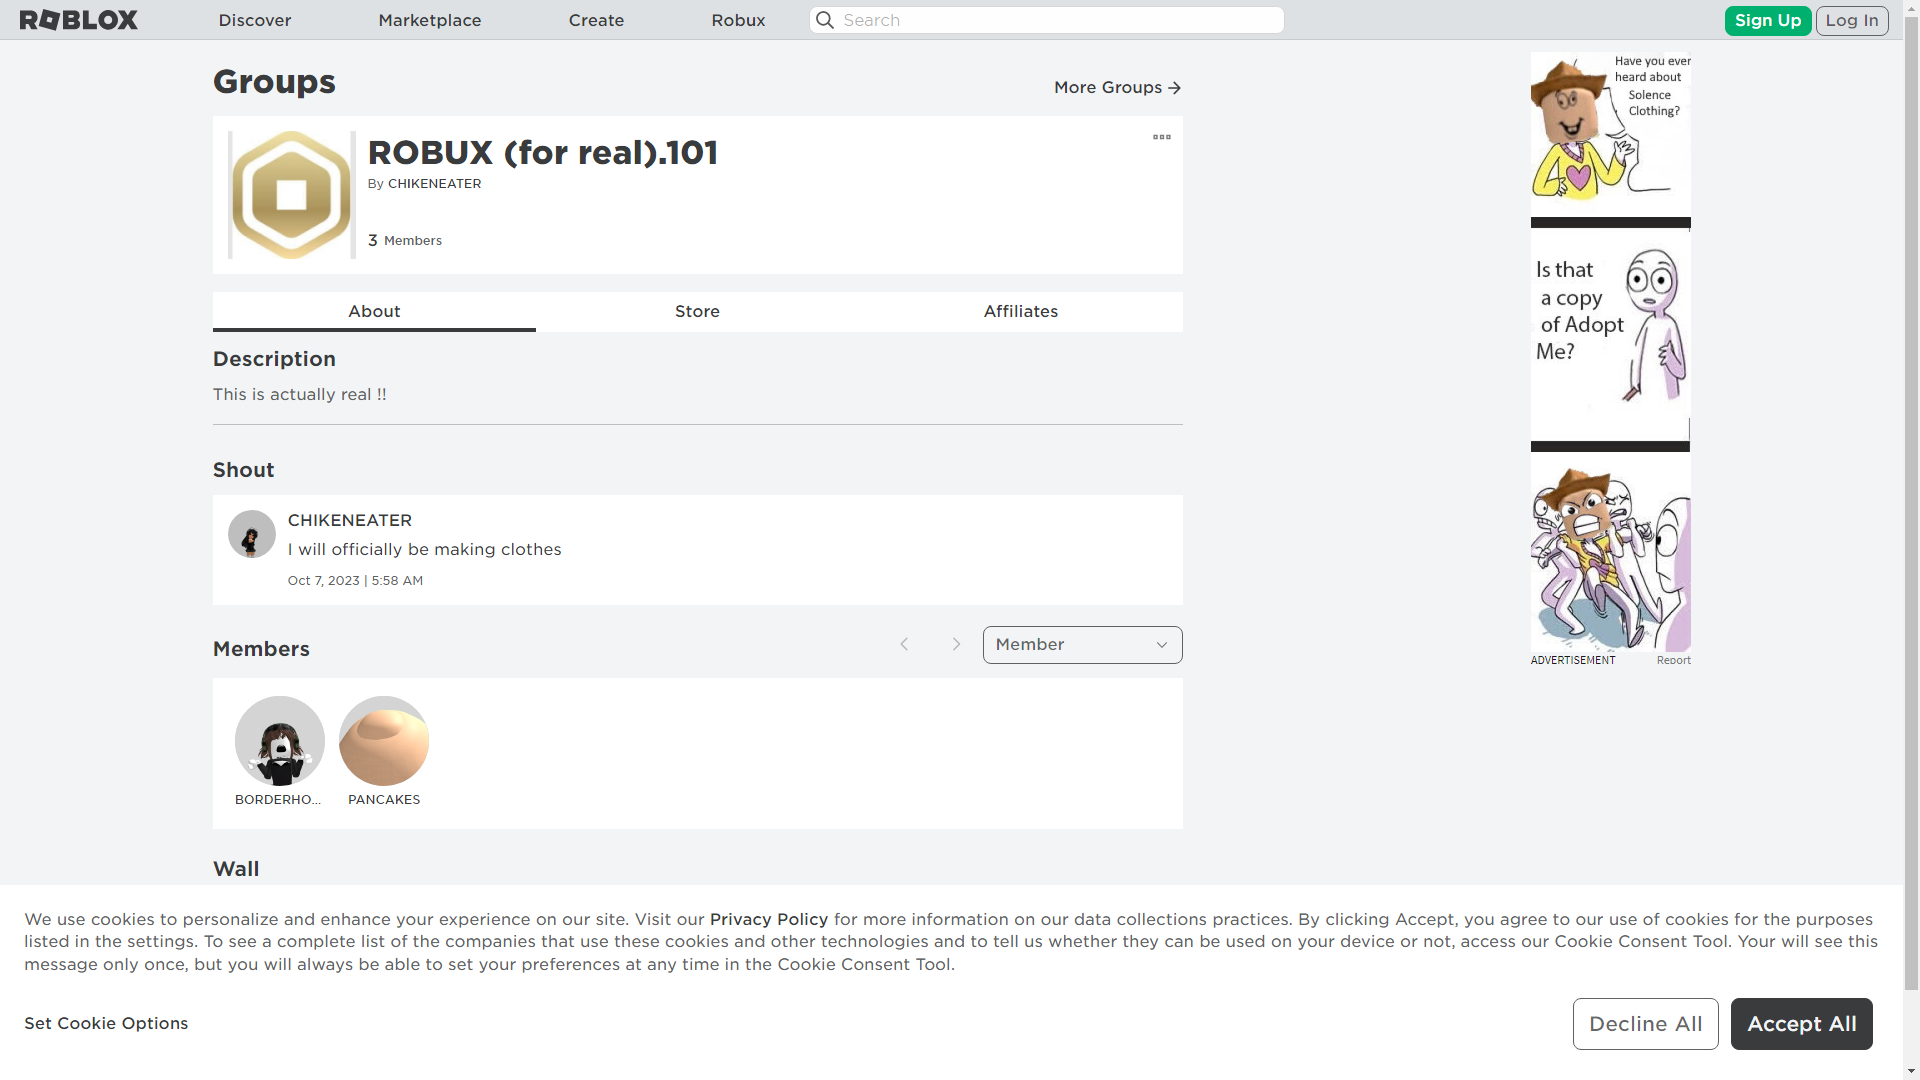 ROBLOX
Discover
Marketplace
Create
Robux
Search
Sign Up
Log In
Groups
More Groups
ROBUX (for real).101
By CHIKENEATER
3 Members
About
Store
Affiliates
Description
This is actually real !!
Shout
CHIKENEATER
I will officially be making clothes
Oct 7, 2023 | 5:58 AM
Members
Member
BORDERHO...
PANCAKES
Wall
Have you ever
heard about
Solence
Clothing?
Is that
a copy
of Adopt
Me?
ADVERTISEMENT
Report
We use cookies to personalize and enhance your experience on our site. Visit our Privacy Policy for more information on our data collections practices. By clicking Accept, you agree to our use of cookies for the purposes
listed in the settings. To see a complete list of the companies that use these cookies and other technologies and to tell us whether they can be used on your device or not, access our Cookie Consent Tool. Your will see this
message only once, but you will always be able to set your preferences at any time in the Cookie Consent Tool.
Set Cookie Options
Decline All
Accept All